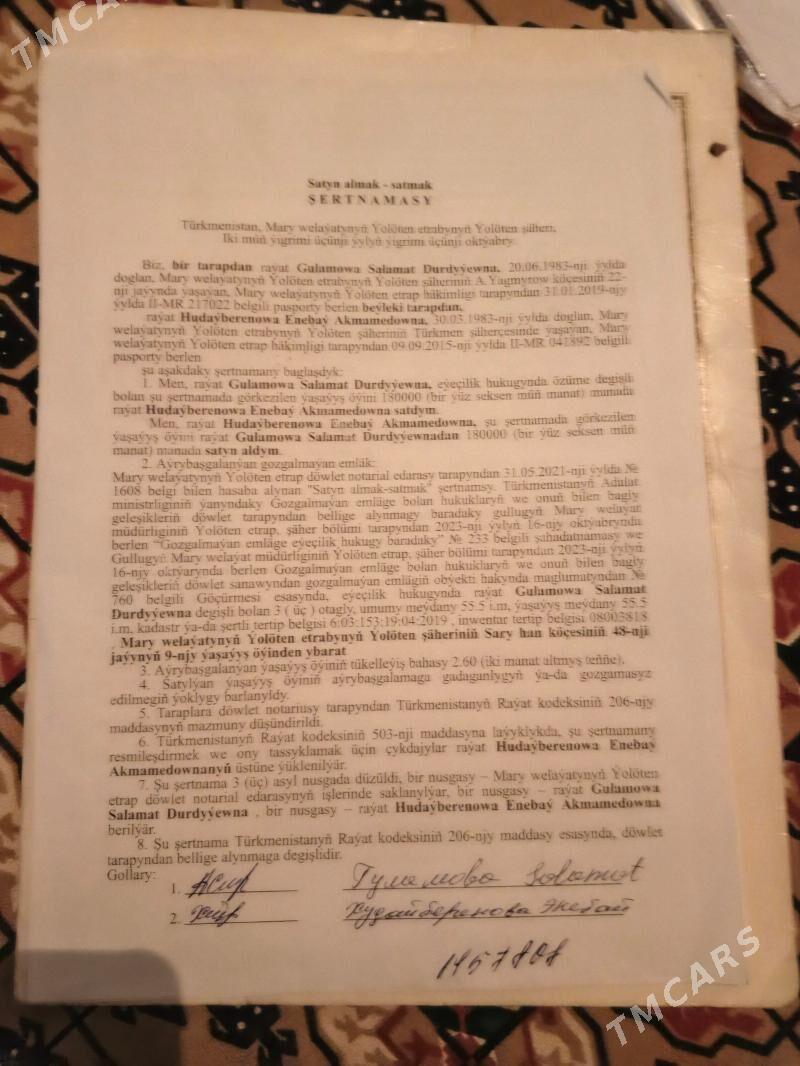 TMCARS
Satyn almak - satmak
ŞERTNAMASY
Türkmenistan, Mary welaýatynyň Ýolöten etrabynyň Ýolöten şäheri,
Iki müň ýigrimi üçünji ýylyň ýigrimi üçünji oktýabry.
Biz, bir tarapdan raýat Gulamowa Salamat Durdyýewna, 20.06.1983-nji ýylda
doglan, Mary welaýatynyň Ýolöten etrabynyň Ýolöten şäheriniň A.Ýagmyrow köçesiniň 22-
nji jaýynda ýaşaýan, Mary welaýatynyň Ýolöten etrap häkimligi tarapyndan 31.01.2019-njy
ýylda II-MR 217022 belgili pasporty berlen beýleki tarapdan,
raýat Hudaýberenowa Enebaý Akmamedowna, 30.03.1983-nji ýylda doglan, Mary
welaýatynyň Ýolöten etrabynyň Ýolöten şäheriniň Türkmen şäherçesinde ýaşaýan, Mary
welaýatynyň Ýolöten etrap häkimligi tarapyndan 09.09.2015-nji ýylda II-MR 041892 belgili
pasporty berlen
şu aşakdaky şertnamany baglaşdyk:
1. Men, raýat Gulamowa Salamat Durdyýewna, eýeçilik hukugynda özüme degişli
bolan şu şertnamada görkezilen ýaşaýyş öýini 180000 (bir ýüz seksen müň manat) manada
raýat Hudaýberenowa Enebaý Akmamedowna satdym.
Men, raýat Hudaýberenowa Enebaý Akmamedowna, şu şertnamada görkezilen
ýaşaýyş öýini raýat Gulamowa Salamat Durdyýewnadan 180000 (bir ýüz seksen müň
manat) manada satyn aldym.
2. Aýrybaşgalanýan gozgalmaýan emläk:
Mary welaýatynyň Ýolöten etrap döwlet notarial edarasy tarapyndan 31.05.2021-nji ýylda №
1608 belgi bilen hasaba alynan "Satyn almak-satmak" şertnamsy. Türkmenistanyň Adalat
ministrliginiň ýanyndaky Gozgalmaýan emläge bolan hukuklaryň we onuň bilen bagly
geleşikleriň döwlet tarapyndan bellige alynmagy baradaky gullugyň Mary welaýat
müdürliginiň Ýolöten etrap, şäher bölümi tarapyndan 2023-nji ýylyň 16-njy oktýabrynda
berlen "Gozgalmaýan emläge eýeçilik hukugy baradaky" № 233 belgili şahadatnamasy we
Gullugyň Mary welaýat müdürliginiň Ýolöten etrap, şäher bölümi tarapyndan 2023-nji ýylyň
16-njy oktýarynda berlen Gozgalmaýan emläge bolan hukuklaryň we onuň bilen bagly
geleşikleriň döwlet sanawyndan gozgalmaýan emlägiň obýekti hakynda maglumatyndan №
760 belgili Göçürmesi esasynda, eýeçilik hukugynda raýat Gulamowa Salamat
Durdyýewna degişli bolan 3 ( üç ) otagly, umumy meýdany 55.5 i.m, ýaşaýyş meýdany 55.5
i.m, kadastr ýa-da şertli tertip belgisi 6:03:153:19:04:2019 , inwentar tertip belgisi 08003818
, Mary welaýatynyň Ýolöten etrabynyň Ýolöten şäheriniň Sary han köçesiniň 48-nji
jaýynyň 9-njy ýaşaýyş öýinden ybarat
3. Aýrybaşgalanýan ýaşaýyş öýiniň tükelleýiş bahasy 2.60 (iki manat altmyş teňňe).
4. Satylýan ýaşaýyş öýiniň aýrybaşgalamaga gadaganlygyň ýa-da gozgamasyz
edilmegiň ýoklygy barlanyldy.
5. Taraplara döwlet notariusy tarapyndan Türkmenistanyň Raýat kodeksiniň 206-njy
maddasynyň mazmuny düşündirildi.
6. Türkmenistanyň Raýat kodeksiniň 503-nji maddasyna laýyklykda, şu şertnamany
resmileşdirmek we ony tassyklamak üçin çykdajylar raýat Hudaýberenowa Enebaý
Akmamedownanyň üstüne ýüklenilýär.
7. Şu şertnama 3 (üç) asyl nusgada düzüldi, bir nusgasy – Mary welaýatynyň Ýolöten
etrap döwlet notarial edarasynyň işlerinde saklanylýar, bir nusgasy – raýat Gulamowa
Salamat Durdyýewna , bir nusgasy – raýat Hudaýberenowa Enebaý Akmamedowna
berilýär.
8. Şu şertnama Türkmenistanyň Raýat kodeksiniň 206-njy maddasy esasynda, döwlet
tarapyndan bellige alynmaga degişlidir.
Gollary:
1. Гуламова Salamat
2. Худайберенова Энебай
1157808
TMCARS